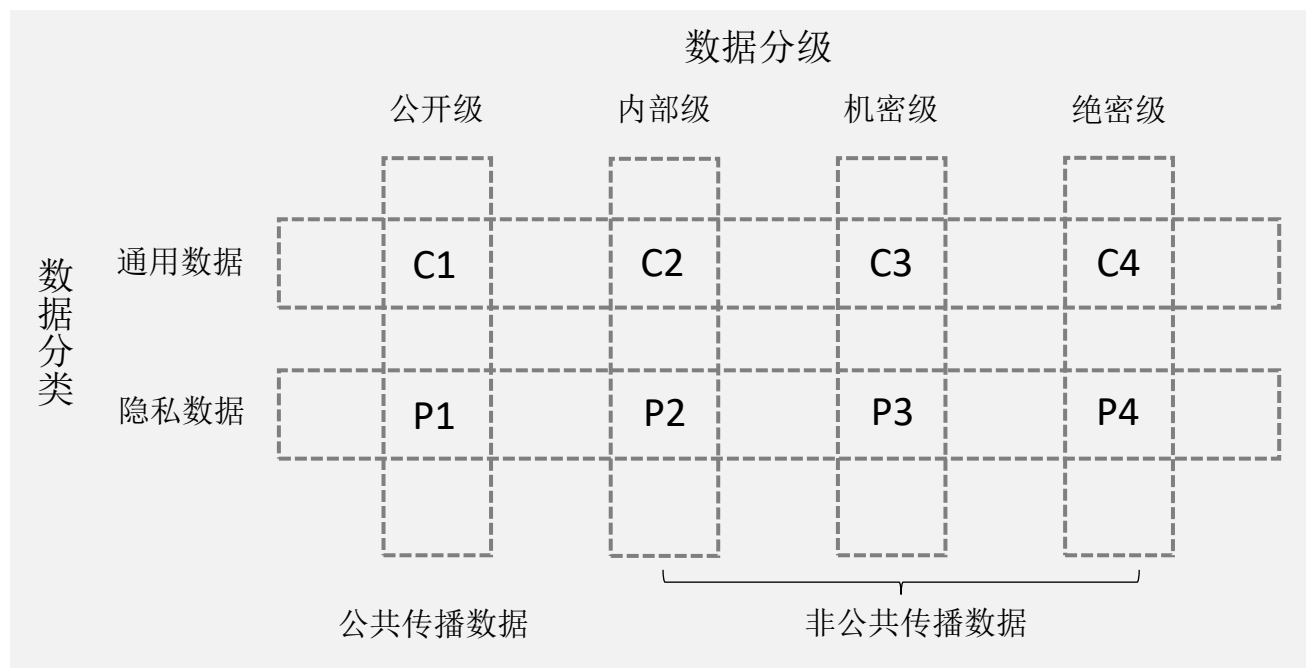 数据分级
公开级 内部级 机密级 绝密级
数据分类
通用数据 C1 C2 C3 C4
隐私数据 P1 P2 P3 P4
公共传播数据 非公共传播数据